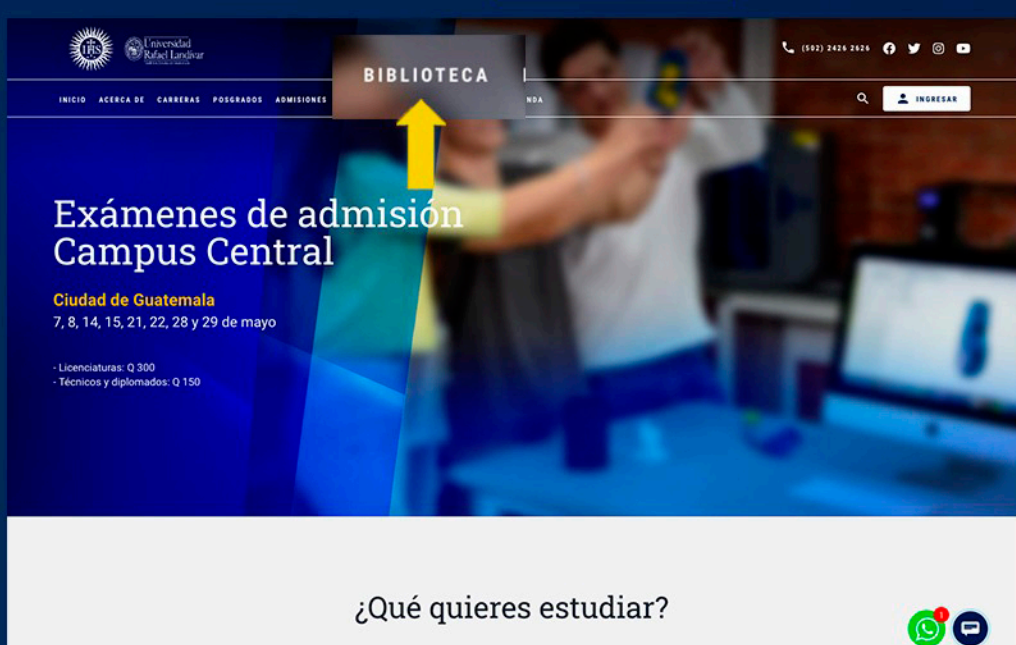 IHS
Universidad
Rafael Landívar
(502) 2426 2626
BIBLIOTECA
INICIO ACERCA DE CARRERAS POSGRADOS ADMISIONES
INGRESAR
Exámenes de admisión
Campus Central
Ciudad de Guatemala
7, 8, 14, 15, 21, 22, 28 y 29 de mayo
- Licenciaturas: Q 300
- Técnicos y diplomados: Q 150
¿Qué quieres estudiar?
1